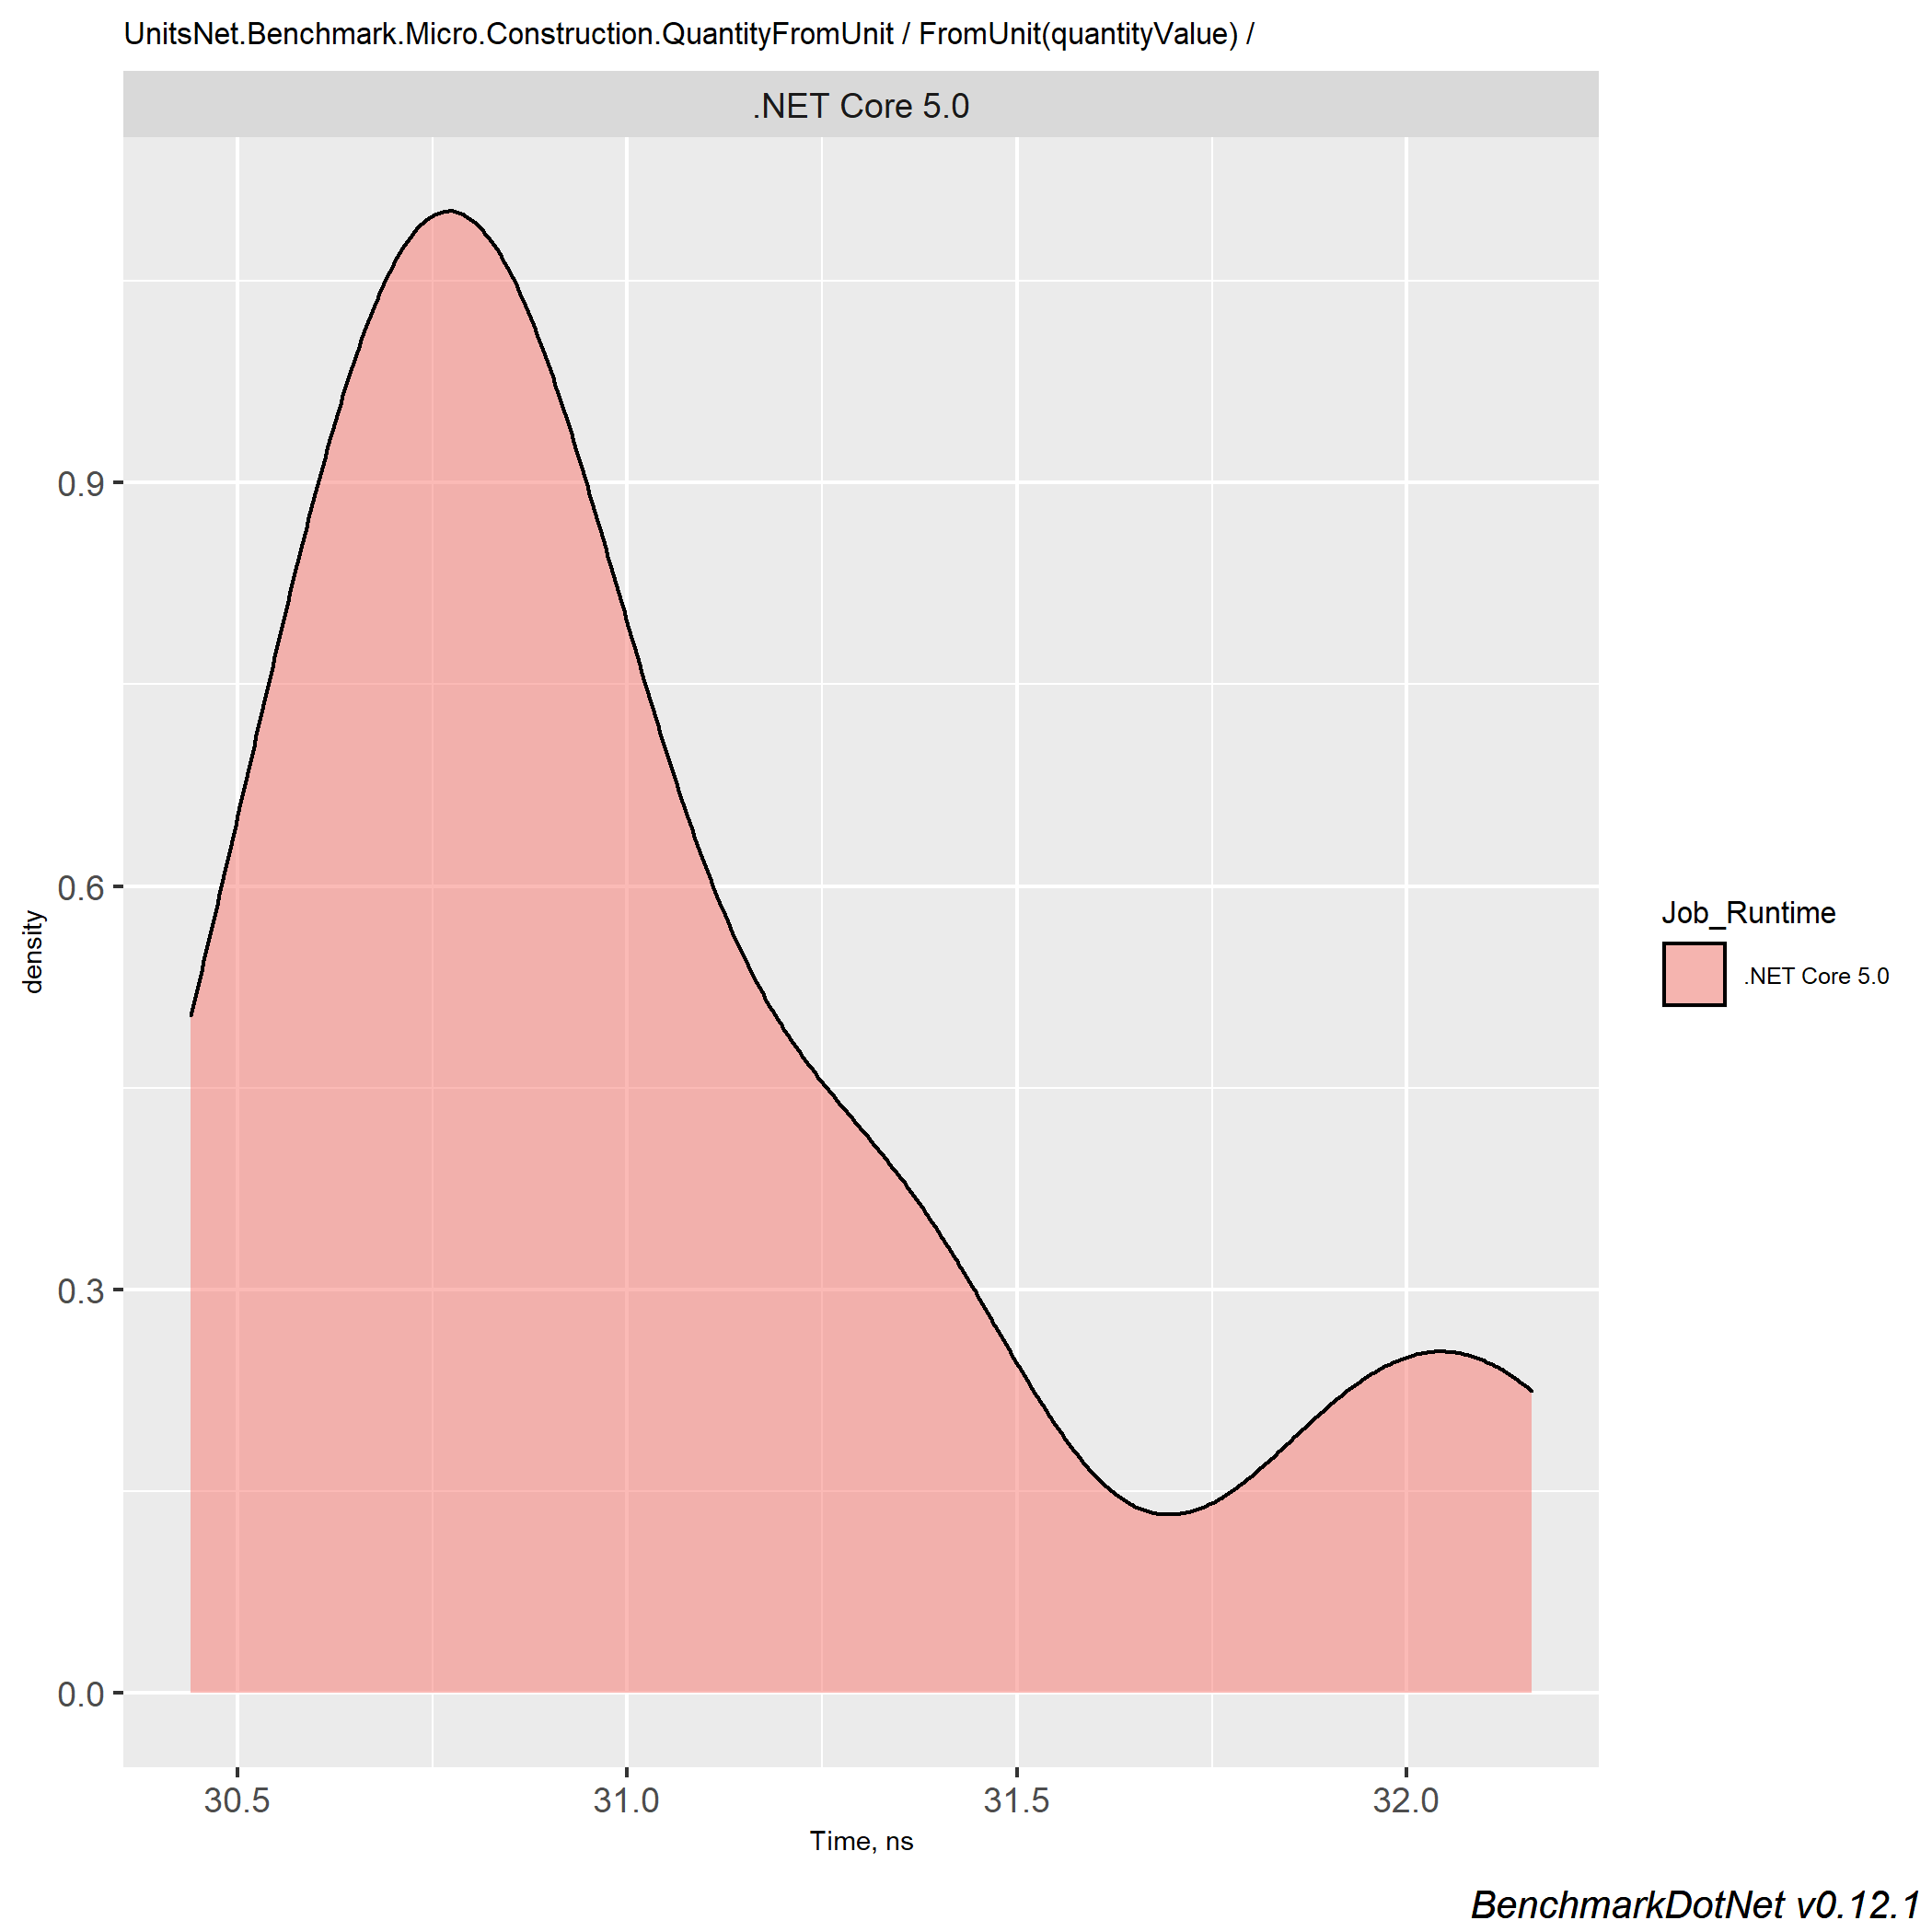 UnitsNet.Benchmark.Micro.Construction.QuantityFromUnit / FromUnit(quantityValue) /
.NET Core 5.0
0.9
0.6
0.3
0.0
density
30.5 31.0 31.5 32.0
Time, ns
Job_Runtime
.NET Core 5.0
BenchmarkDotNet v0.12.1